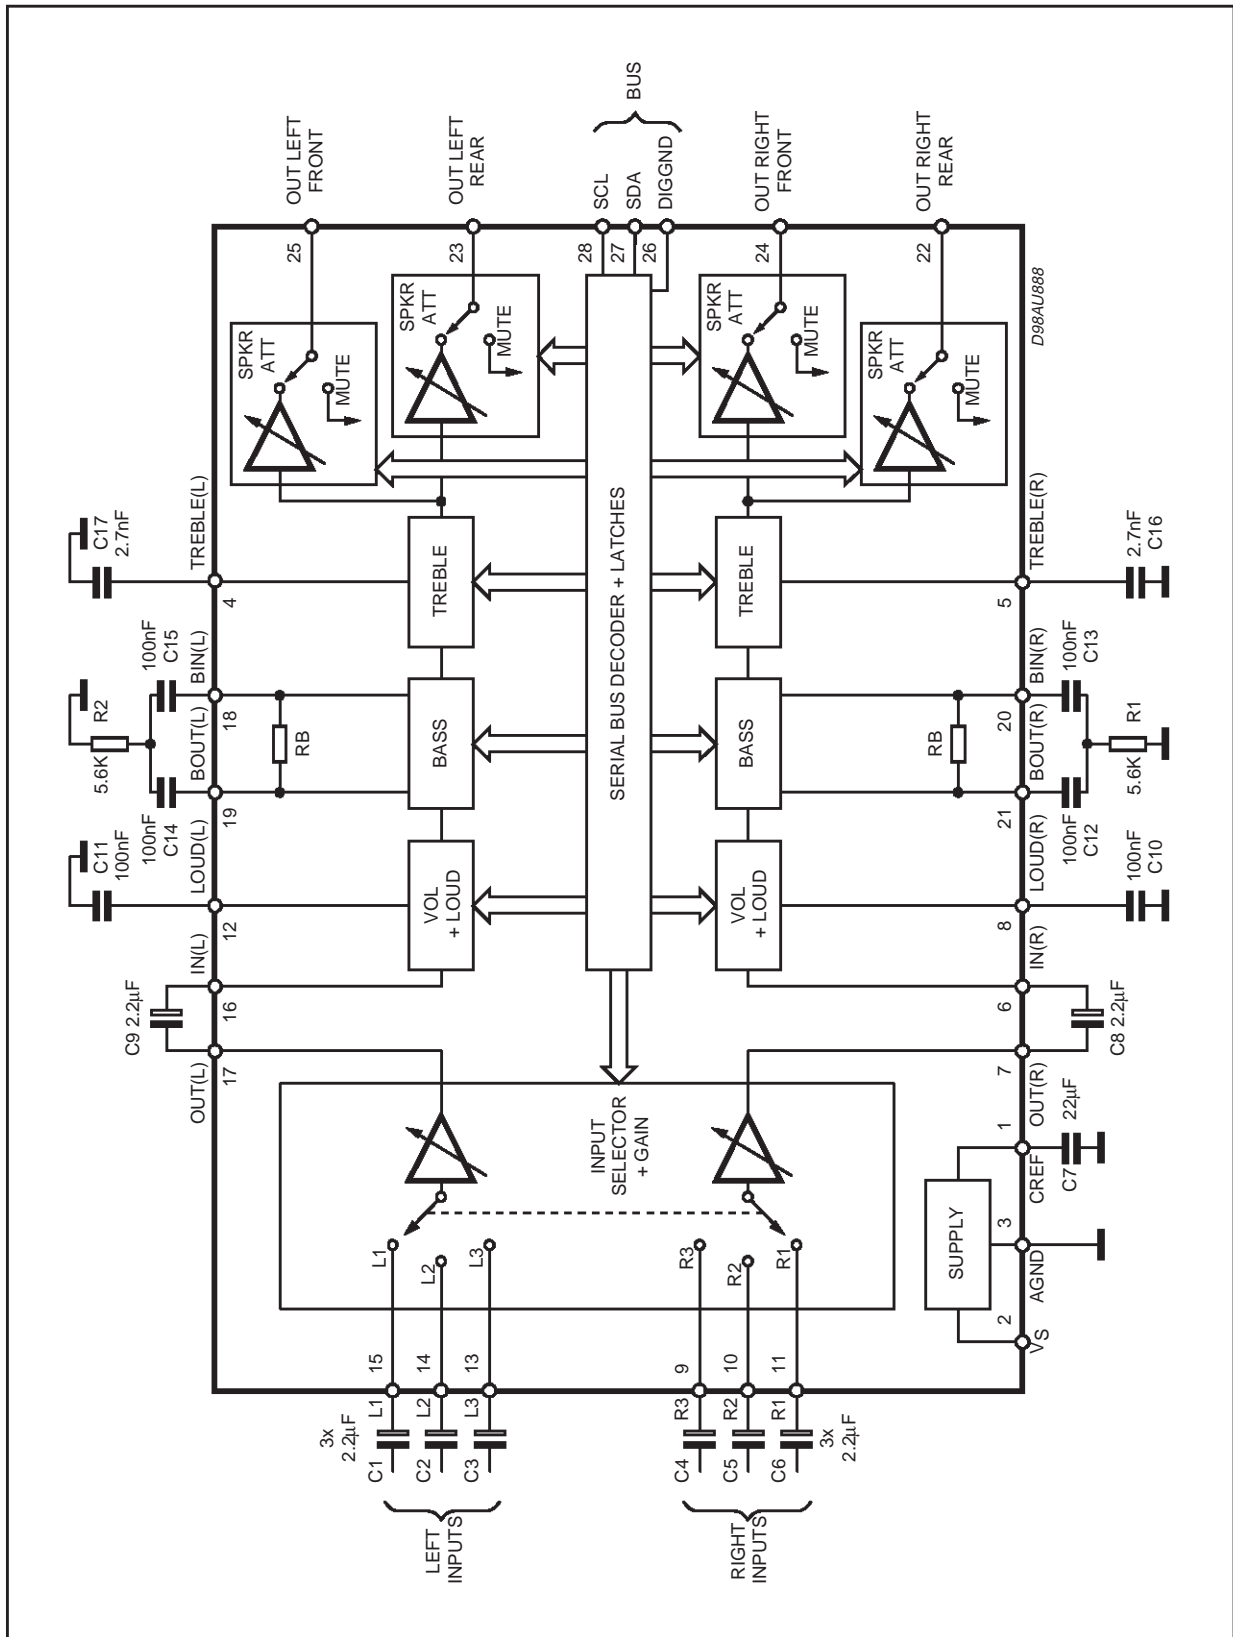 C9 2.2µF
C11
100nF
100nF
C14
5.6K
R2
100nF
C15
C17
2.7nF
OUT(L)
IN(L)
LOUD(L)
BOUT(L)
BIN(L)
TREBLE(L)
17
16
12
19
18
4
25
OUT LEFT
FRONT
RB
SPKR
ATT
MUTE
3x
2.2µF
LEFT
INPUTS
C1
L1
15
L1
C2
L2
14
L2
C3
L3
13
L3
VOL
+ LOUD
BASS
TREBLE
SPKR
ATT
MUTE
23
OUT LEFT
REAR
INPUT
SELECTOR
+ GAIN
SERIAL BUS DECODER + LATCHES
28
SCL
27
SDA
26
DIGGND
BUS
RIGHT
INPUTS
C4
R3
9
R3
C5
R2
10
R2
C6
R1
11
R1
3x
2.2µF
VOL
+ LOUD
BASS
TREBLE
SPKR
ATT
MUTE
24
OUT RIGHT
FRONT
SPKR
ATT
MUTE
22
OUT RIGHT
REAR
SUPPLY
RB
2
3
1
7
6
8
21
20
5
VS
AGND
CREF
OUT(R)
IN(R)
LOUD(R)
BOUT(R)
BIN(R)
TREBLE(R)
D98AU888
C7
22µF
C8 2.2µF
100nF
C10
100nF
C12
5.6K
R1
100nF
C13
2.7nF
C16